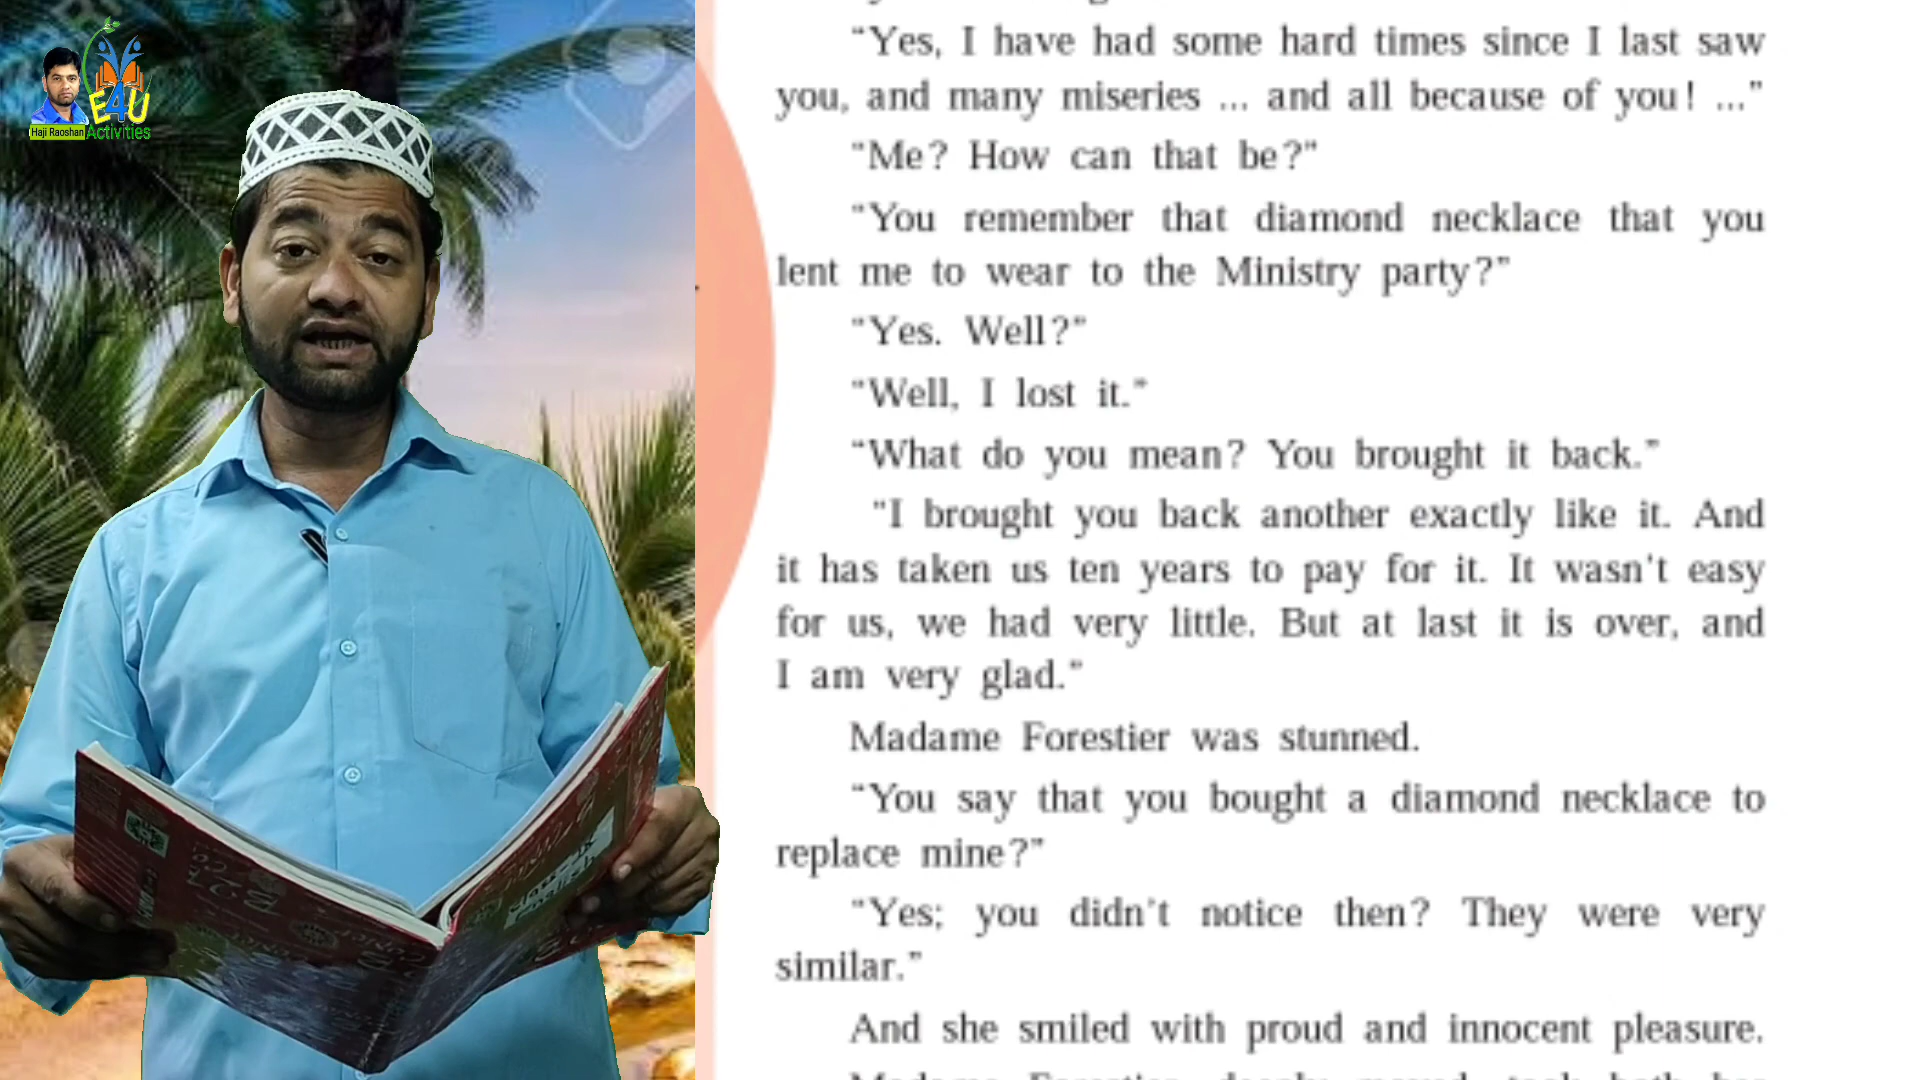 E4U
Haji Raoshan Activities
“Yes, I have had some hard times since I last saw
you, and many miseries ... and all because of you! ...”
“Me? How can that be?”
“You remember that diamond necklace that you
lent me to wear to the Ministry party?”
“Yes. Well?”
“Well, I lost it.”
“What do you mean? You brought it back.”
“I brought you back another exactly like it. And
it has taken us ten years to pay for it. It wasn't easy
for us, we had very little. But at last it is over, and
I am very glad.”
Madame Forestier was stunned.
“You say that you bought a diamond necklace to
replace mine?”
“Yes; you didn't notice then? They were very
similar.”
And she smiled with proud and innocent pleasure.